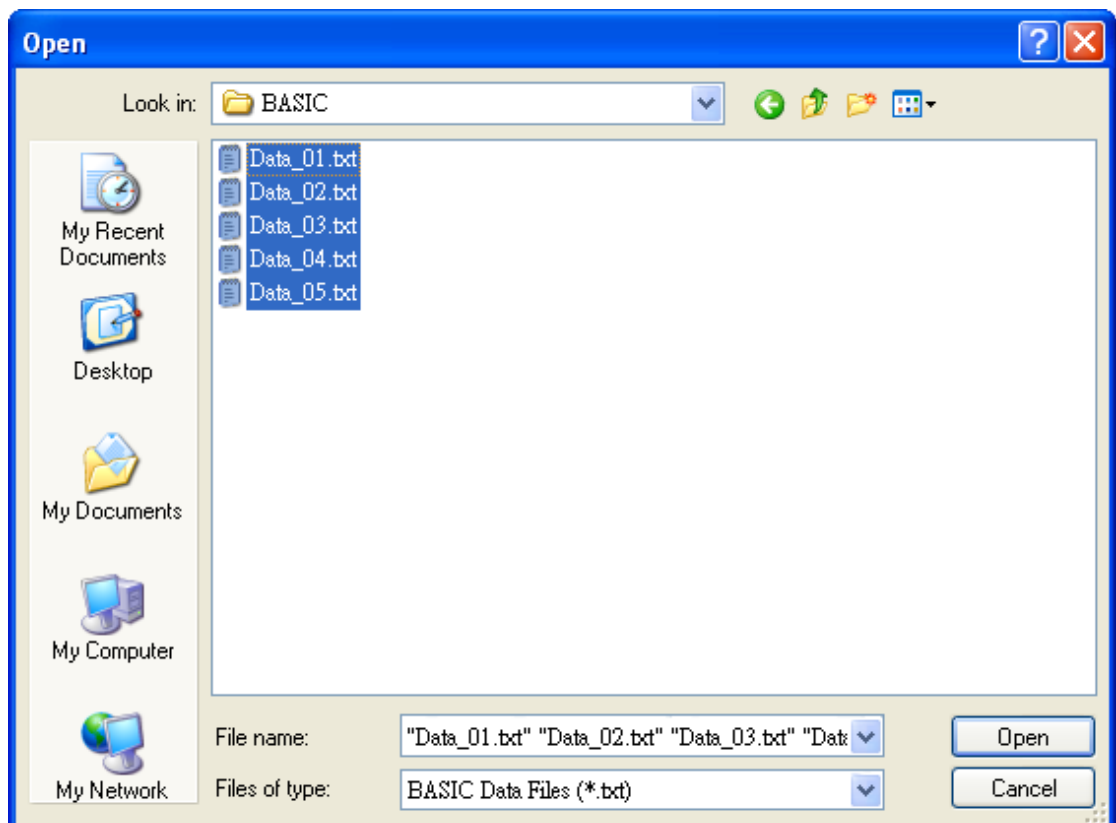 Open
Look in: BASIC
My Recent
Documents
Desktop
My Documents
My Computer
My Network
Data_01.txt
Data_02.txt
Data_03.txt
Data_04.txt
Data_05.txt
File name: "Data_01.txt" "Data_02.txt" "Data_03.txt" "Data
Open
Files of type: BASIC Data Files (*.txt)
Cancel